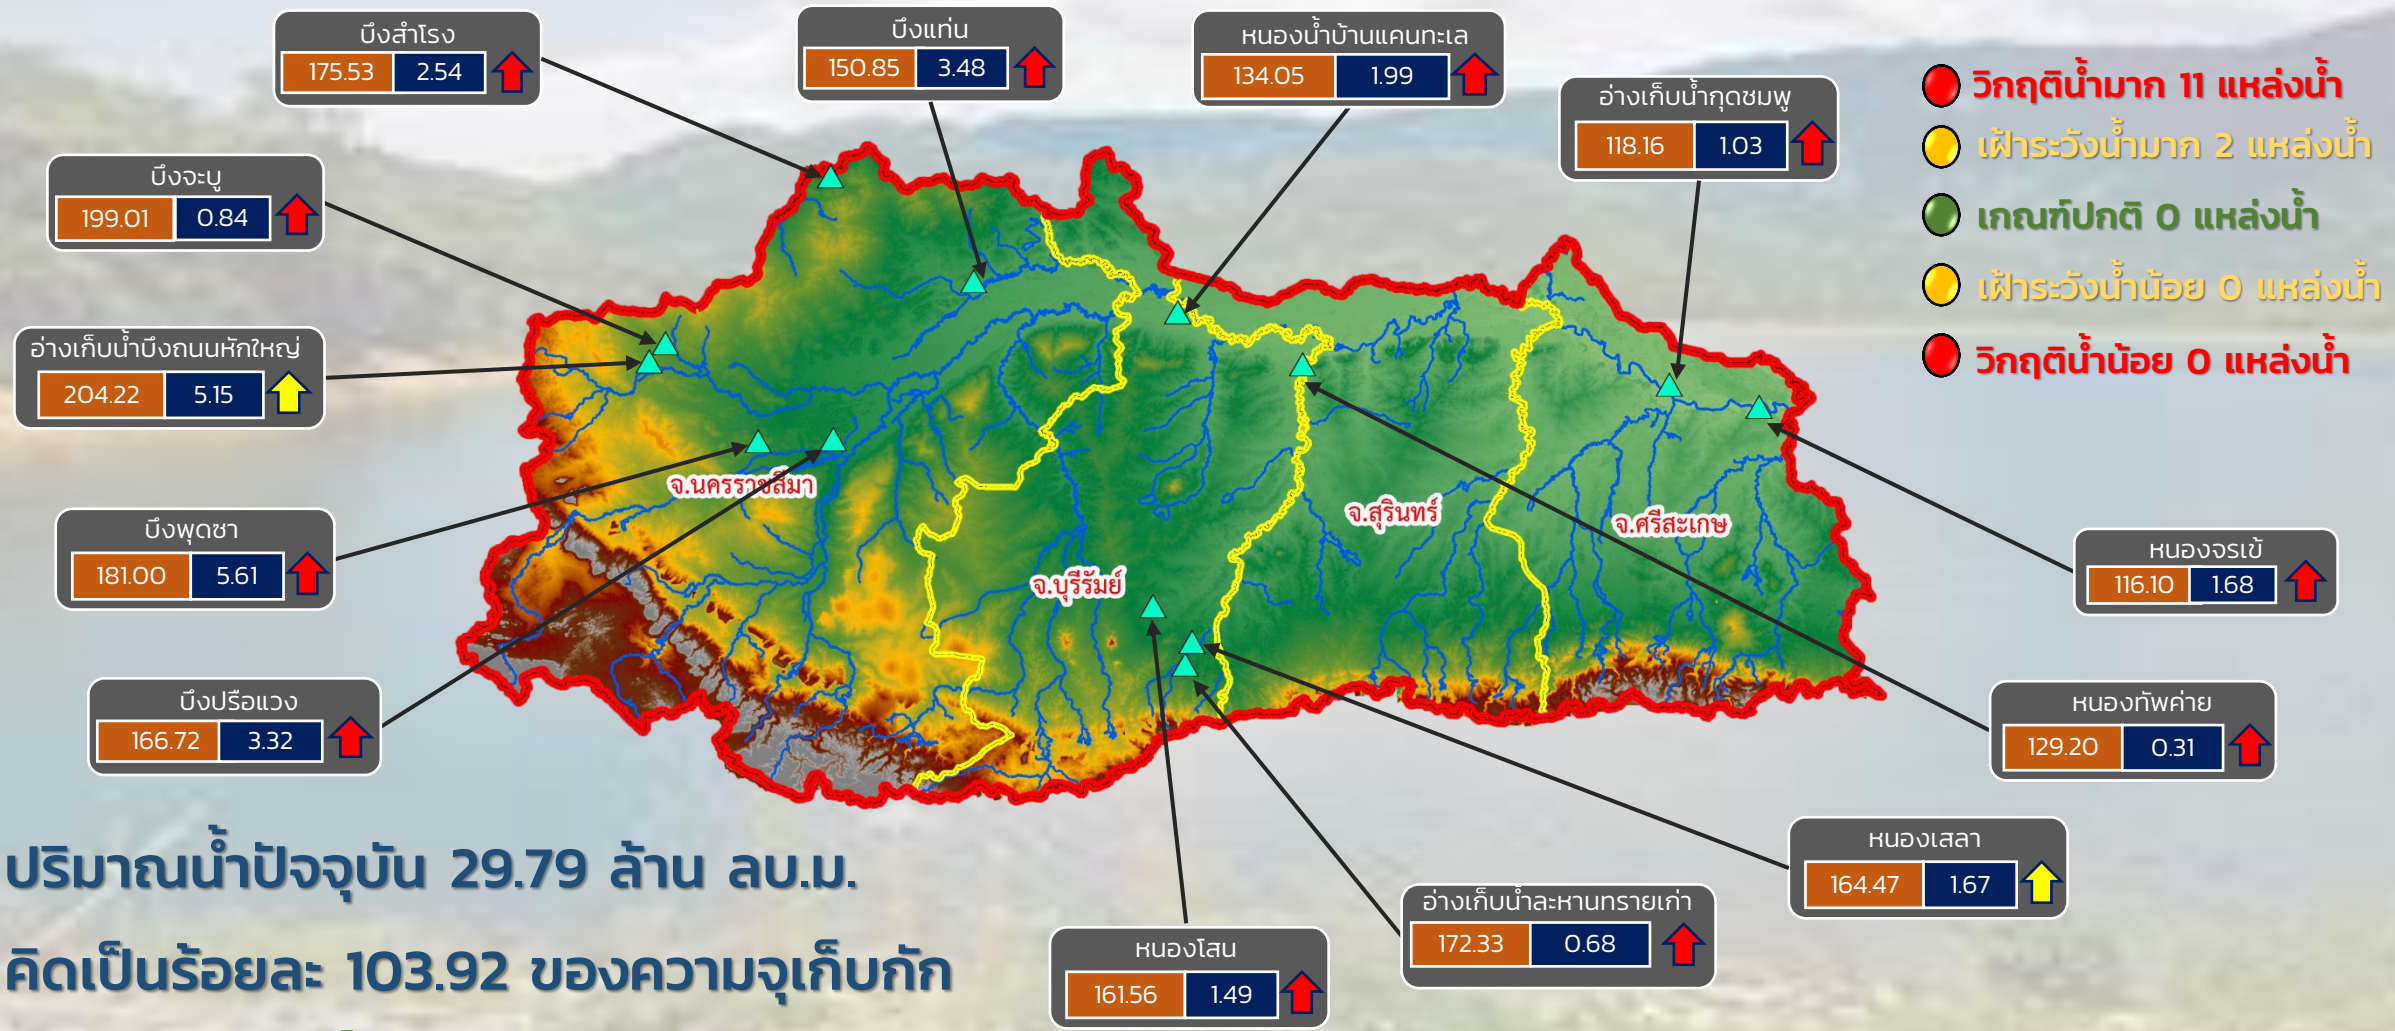 บึงสำโรง
175.53 2.54
บึงแท่น
150.85 3.48
หนองน้ำบ้านแคนทะเล
134.05 1.99
อ่างเก็บน้ำกุดชมพู
118.16 1.03
วิกฤติน้ำมาก 11 แหล่งน้ำ
เฝ้าระวังน้ำมาก 2 แหล่งน้ำ
เกณฑ์ปกติ 0 แหล่งน้ำ
เฝ้าระวังน้ำน้อย 0 แหล่งน้ำ
วิกฤติน้ำน้อย 0 แหล่งน้ำ
บึงจะบู
199.01 0.84
อ่างเก็บน้ำบึงถนนหักใหญ่
204.22 5.15
บึงพุดซา
181.00 5.61
บึงปรือแวง
166.72 3.32
จ.นครราชสีมา
จ.บุรีรัมย์
จ.สุรินทร์
จ.ศรีสะเกษ
หนองจรเข้
116.10 1.68
หนองทัพค่าย
129.20 0.31
หนองเสลา
164.47 1.67
อ่างเก็บน้ำละหานทรายเก่า
172.33 0.68
หนองโสน
161.56 1.49
ปริมาณน้ำปัจจุบัน 29.79 ล้าน ลบ.ม.
คิดเป็นร้อยละ 103.92 ของความจุเก็บกัก